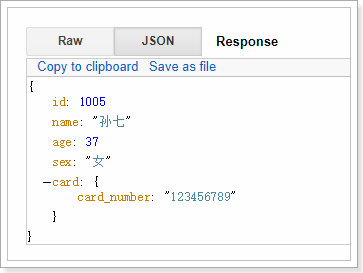 Raw JSON Response
Copy to clipboard Save as file
{
id: 1005
name: "孙七"
age: 37
sex: "女"
-card: {
card_number: "123456789"
}
}